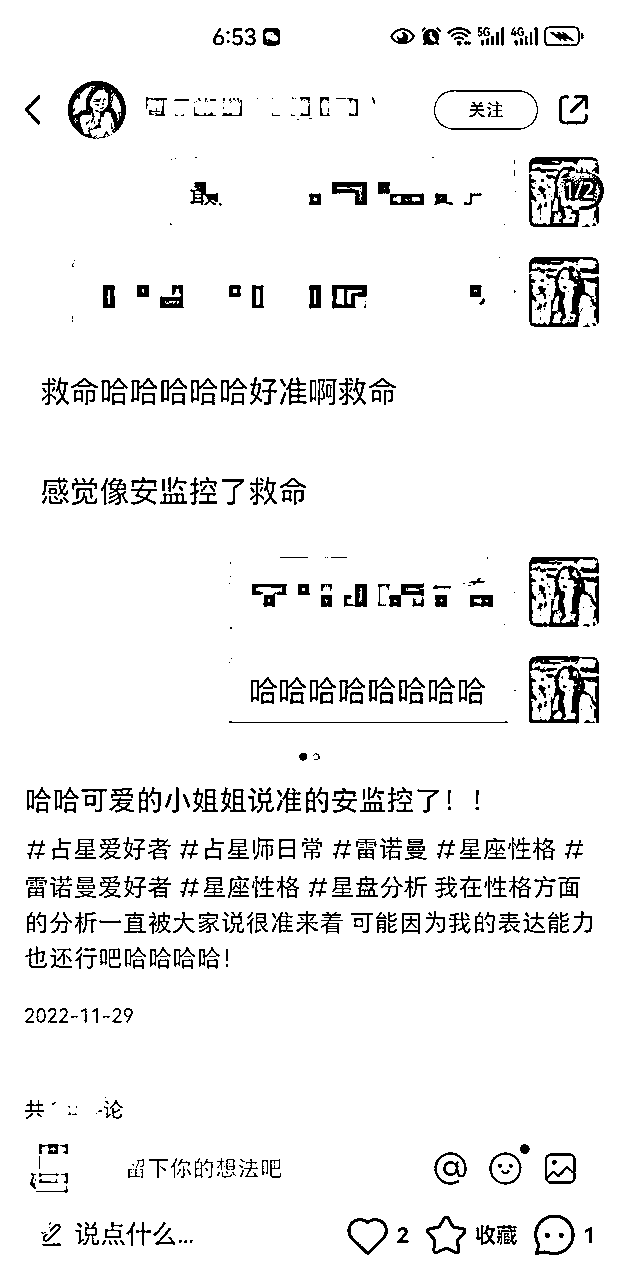 6:53
5G 4G
关注
1/2
救命哈哈哈哈哈好准啊救命
感觉像安监控了救命
哈哈哈哈哈哈哈哈
哈哈可爱的小姐姐说准的安监控了！！
#占星爱好者 #占星师日常 #雷诺曼 #星座性格 #
雷诺曼爱好者 #星座性格 #星盘分析 我在性格方面
的分析一直被大家说很准来着 可能因为我的表达能力
也还行吧哈哈哈哈！
2022-11-29
共 论
留下你的想法吧
说点什么... 2 收藏 1